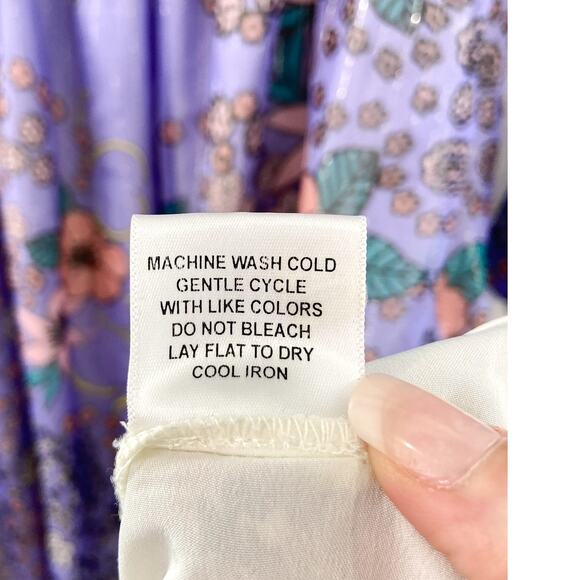 MACHINE WASH COLD
GENTLE CYCLE
WITH LIKE COLORS
DO NOT BLEACH
LAY FLAT TO DRY
COOL IRON